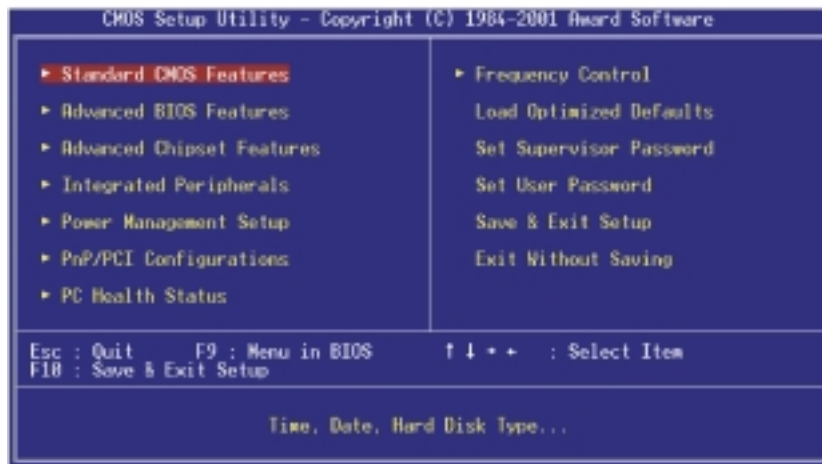 CMOS Setup Utility - Copyright (C) 1984-2001 Award Software
▸ Standard CMOS Features
▸ Advanced BIOS Features
▸ Advanced Chipset Features
▸ Integrated Peripherals
▸ Power Management Setup
▸ PnP/PCI Configurations
▸ PC Health Status
▸ Frequency Control
Load Optimized Defaults
Set Supervisor Password
Set User Password
Save & Exit Setup
Exit Without Saving
Esc : Quit F9 : Menu in BIOS ↑ ↓ → ← : Select Item
F10 : Save & Exit Setup
Time, Date, Hard Disk Type...